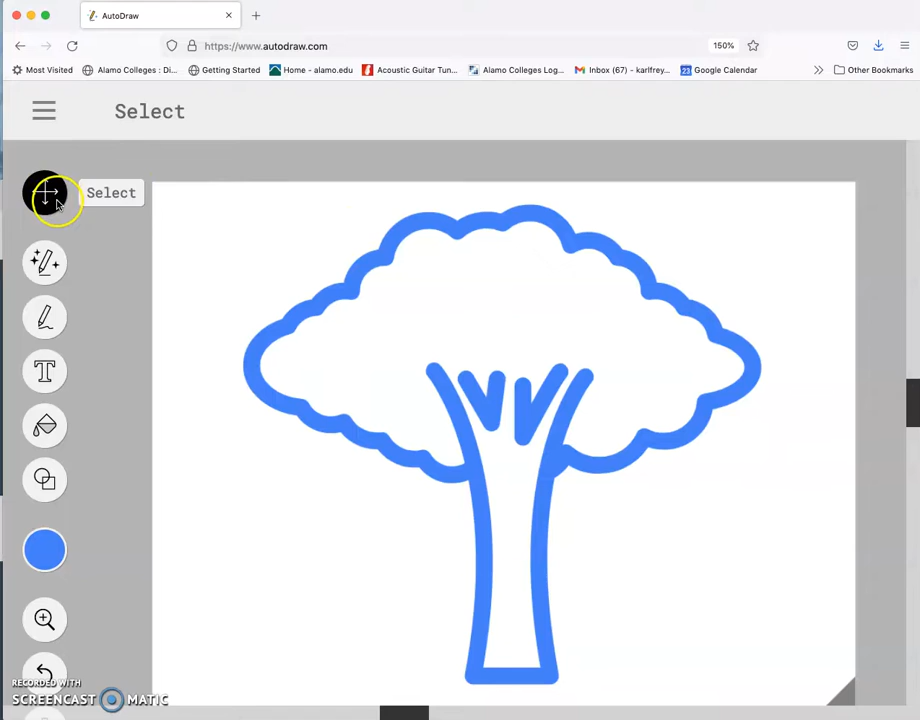 AutoDraw
https://www.autodraw.com
150%
Most Visited
Alamo Colleges : Di...
Getting Started
Home - alamo.edu
Acoustic Guitar Tun...
Alamo Colleges Log...
Inbox (67) - karlfrey...
23
Google Calendar
Other Bookmarks
Select
Select
T
RECORDED WITH
SCREENCAST MATIC